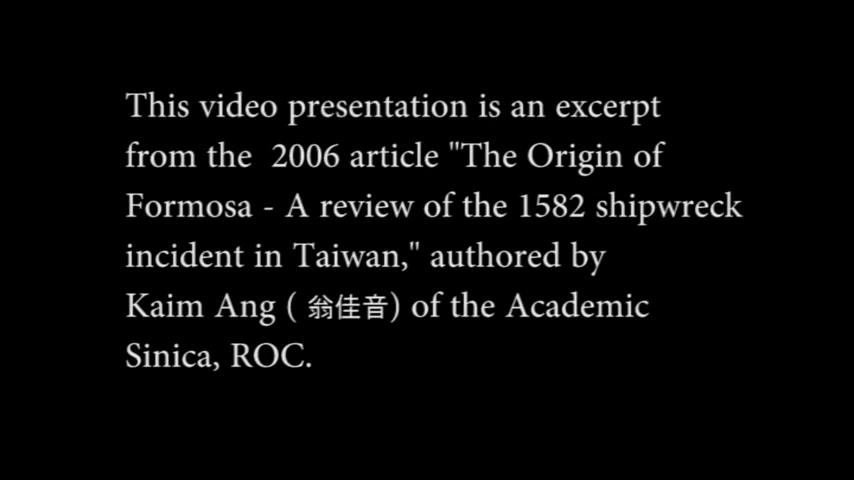 This video presentation is an excerpt
from the  2006 article "The Origin of
Formosa - A review of the 1582 shipwreck
incident in Taiwan," authored by
Kaim Ang ( 翁佳音) of the Academic
Sinica, ROC.